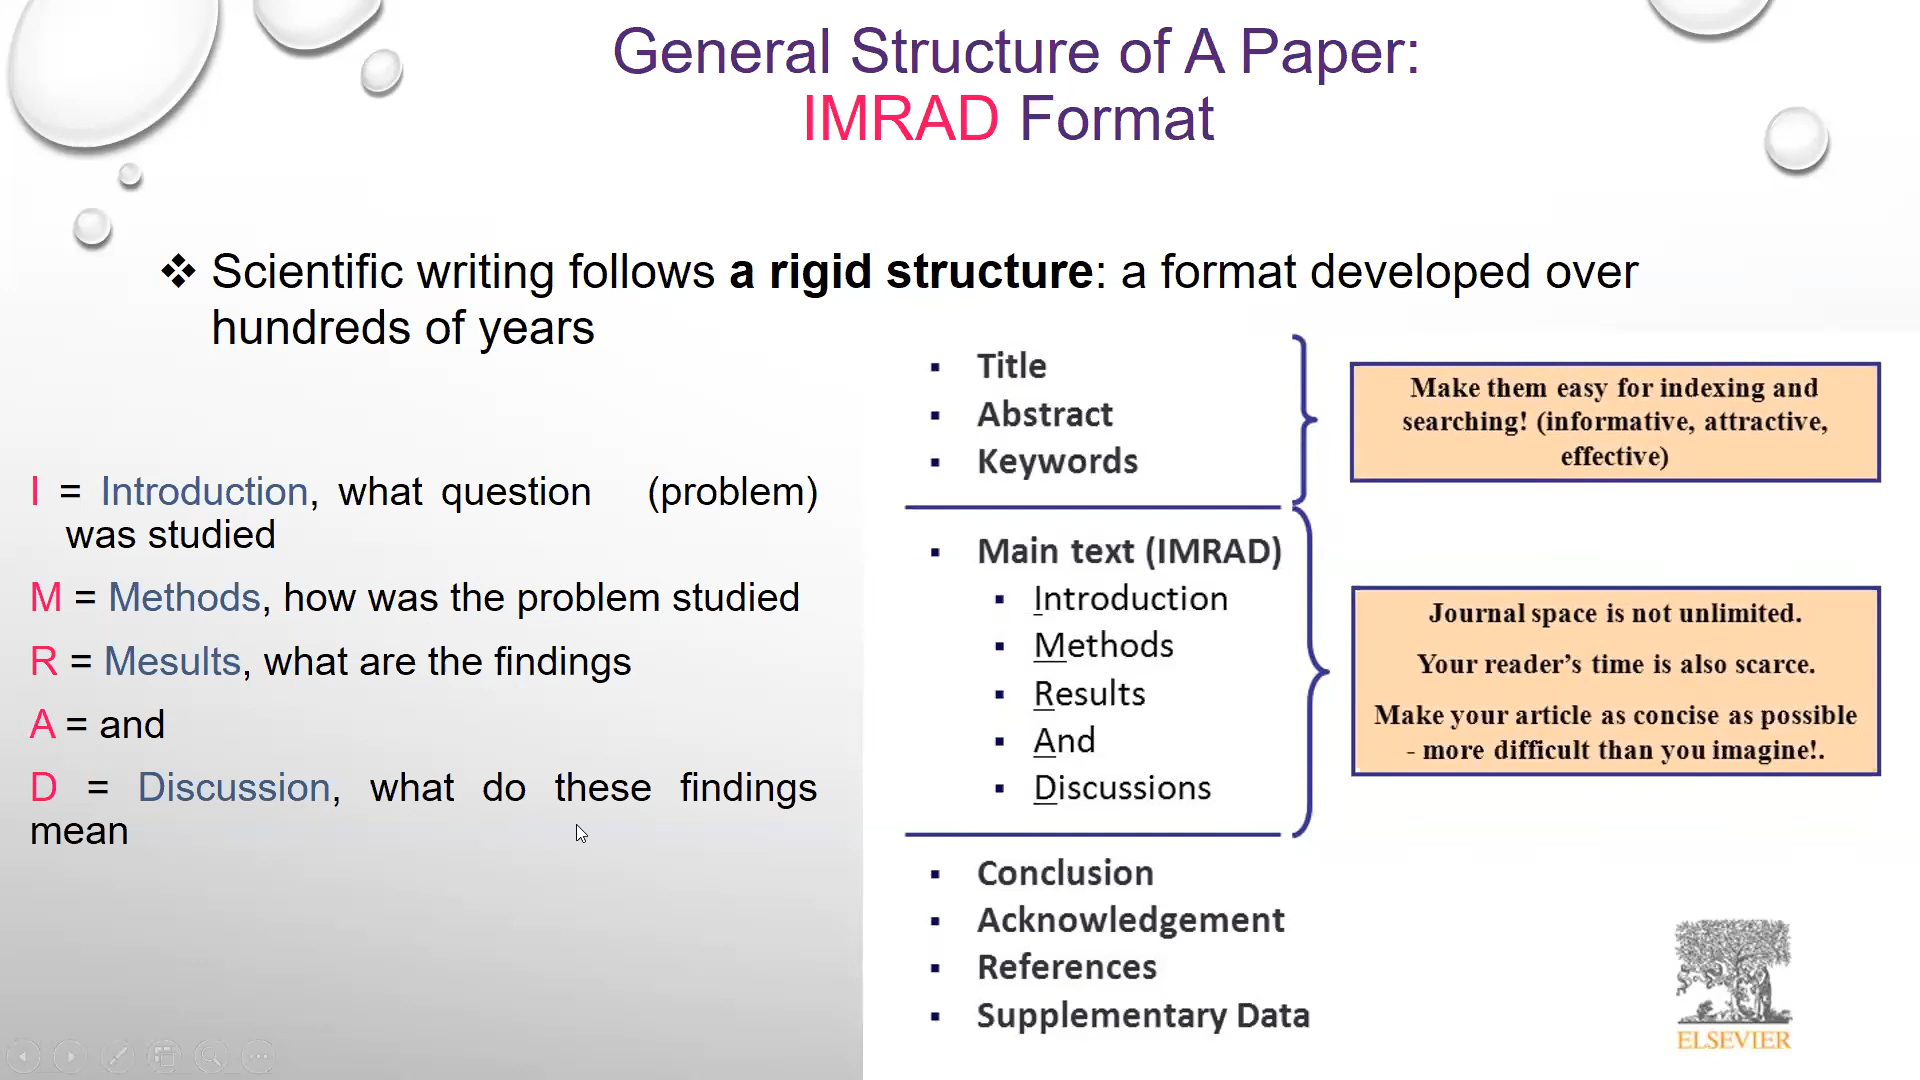 General Structure of A Paper:
IMRAD Format
❖ Scientific writing follows a rigid structure: a format developed over
hundreds of years
I = Introduction, what question (problem)
was studied
M = Methods, how was the problem studied
R = Mesults, what are the findings
A = and
D = Discussion, what do these findings
mean
▪ Title
▪ Abstract
▪ Keywords
Make them easy for indexing and
searching! (informative, attractive,
effective)
▪ Main text (IMRAD)
▪ Introduction
▪ Methods
▪ Results
▪ And
▪ Discussions
Journal space is not unlimited.
Your reader's time is also scarce.
Make your article as concise as possible
- more difficult than you imagine!.
▪ Conclusion
▪ Acknowledgement
▪ References
▪ Supplementary Data
ELSEVIER